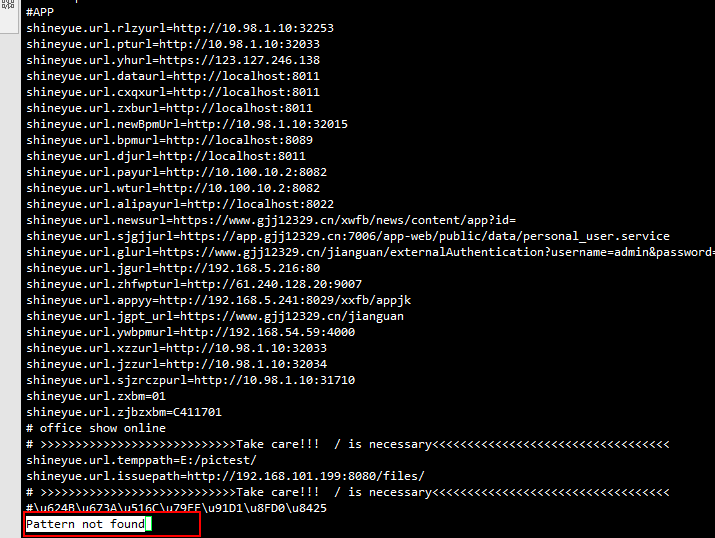 #APP
shineyue.url.rlzyurl=http://10.98.1.10:32253
shineyue.url.pturl=http://10.98.1.10:32033
shineyue.url.yhurl=https://123.127.246.138
shineyue.url.dataurl=http://localhost:8011
shineyue.url.cxqxurl=http://localhost:8011
shineyue.url.zxburl=http://localhost:8011
shineyue.url.newBpmUrl=http://10.98.1.10:32015
shineyue.url.bpmurl=http://localhost:8089
shineyue.url.djurl=http://localhost:8011
shineyue.url.payurl=http://10.100.10.2:8082
shineyue.url.wturl=http://10.100.10.2:8082
shineyue.url.alipayurl=http://localhost:8022
shineyue.url.newsurl=https://www.gjj12329.cn/xwfb/news/content/app?id=
shineyue.url.sjgjjurl=https://app.gjj12329.cn:7006/app-web/public/data/personal_user.service
shineyue.url.glurl=https://www.gjj12329.cn/jianguan/externalAuthentication?username=admin&password=
shineyue.url.jgurl=http://192.168.5.216:80
shineyue.url.zhfwpturl=http://61.240.128.20:9007
shineyue.url.appyy=http://192.168.5.241:8029/xxfb/appjk
shineyue.url.jgpt_url=https://www.gjj12329.cn/jianguan
shineyue.url.ywbpmurl=http://192.168.54.59:4000
shineyue.url.xzzurl=http://10.98.1.10:32033
shineyue.url.jzzurl=http://10.98.1.10:32034
shineyue.url.sjzrczpurl=http://10.98.1.10:31710
shineyue.url.zxbm=01
shineyue.url.zjbzxbm=C411701
# office show online
# >>>>>>>>>>>>>>>>>>>>>>>>>>>>Take care!!!  / is necessary<<<<<<<<<<<<<<<<<<<<<<<<<<<<<<<<<<
shineyue.url.temppath=E:/pictest/
shineyue.url.issuepath=http://192.168.101.199:8080/files/
# >>>>>>>>>>>>>>>>>>>>>>>>>>>>Take care!!!  / is necessary<<<<<<<<<<<<<<<<<<<<<<<<<<<<<<<<<<
#\u624B\u673A\u516C\u79EF\u91D1\u8FD0\u8425
Pattern not found